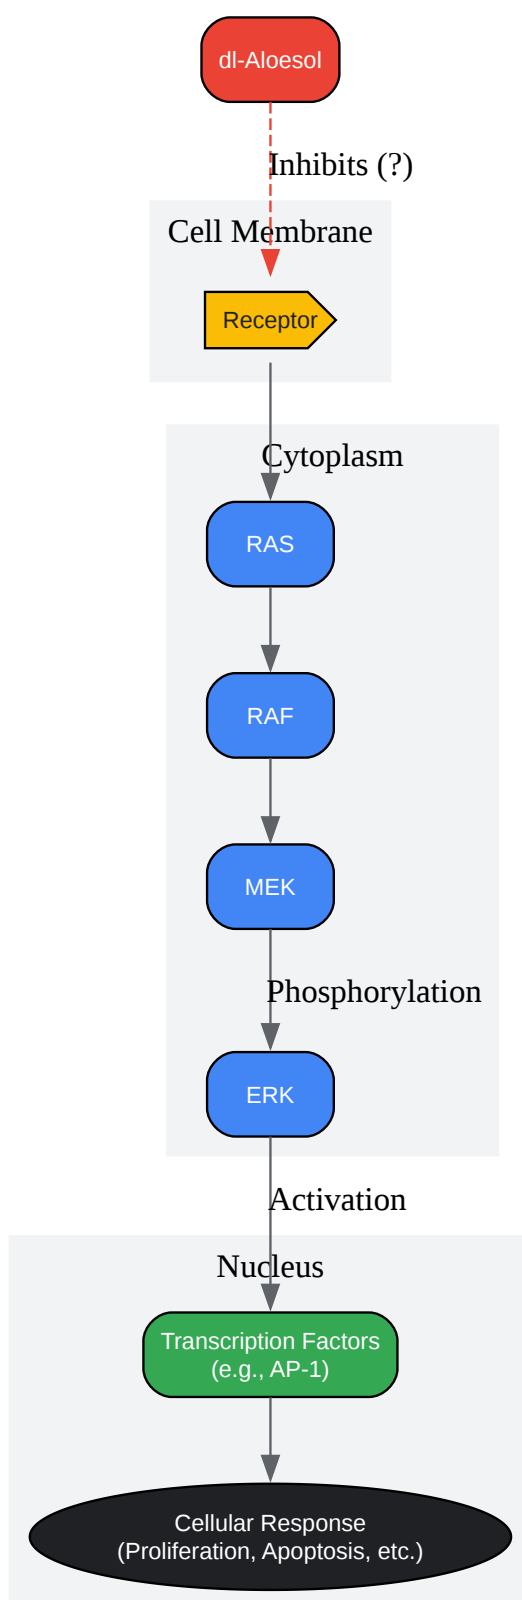 dl-Aloesol
Inhibits (?)
Cell Membrane
Receptor
Cytoplasm
RAS
RAF
MEK
Phosphorylation
ERK
Activation
Nucleus
Transcription Factors
(e.g., AP-1)
Cellular Response
(Proliferation, Apoptosis, etc.)